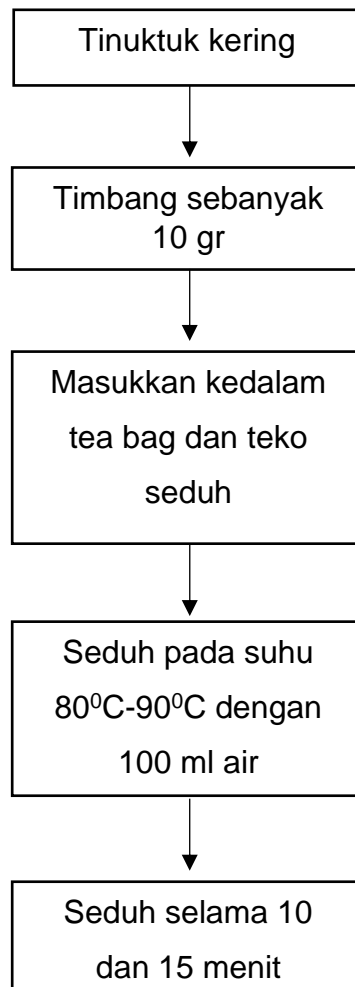 Tinuktuk kering
Timbang sebanyak
10 gr
Masukkan kedalam
tea bag dan teko
seduh
Seduh pada suhu
80⁰C-90⁰C dengan
100 ml air
Seduh selama 10
dan 15 menit